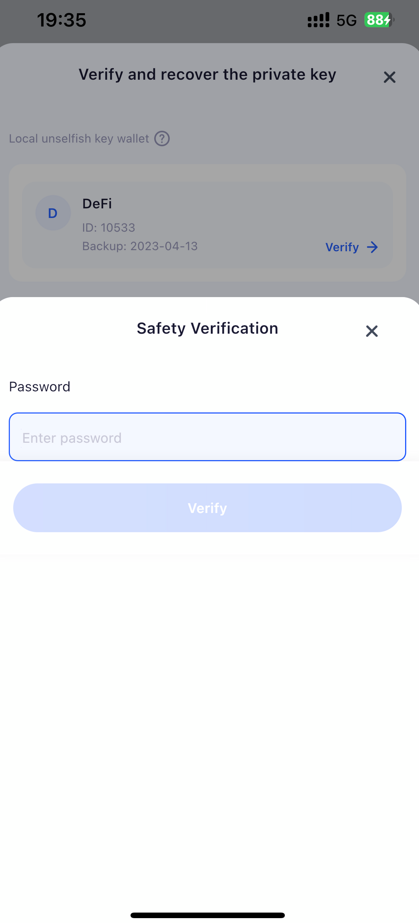 19:35
5G
88
Verify and recover the private key
Local unselfish key wallet ?
D
DeFi
ID: 10533
Backup: 2023-04-13
Verify
Safety Verification
Password
Enter password
Verify